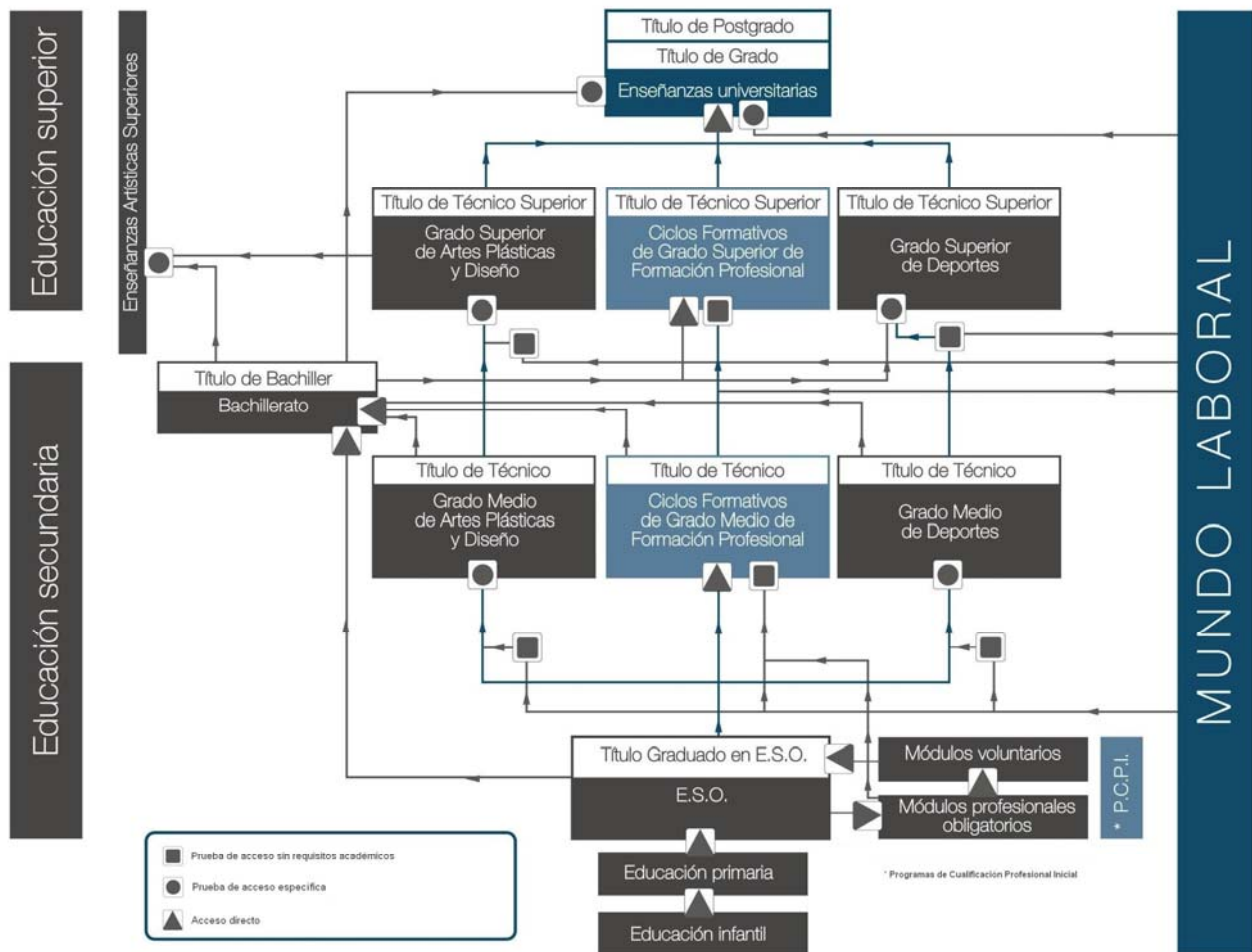 Educación superior
Enseñanzas Artísticas Superiores
Título de Postgrado
Título de Grado
Enseñanzas universitarias
Título de Técnico Superior
Grado Superior
de Artes Plásticas
y Diseño
Título de Técnico Superior
Ciclos Formativos
de Grado Superior de
Formación Profesional
Título de Técnico Superior
Grado Superior
de Deportes
MUNDO LABORAL
Educación secundaria
Título de Bachiller
Bachillerato
Título de Técnico
Grado Medio
de Artes Plásticas
y Diseño
Título de Técnico
Ciclos Formativos
de Grado Medio de
Formación Profesional
Título de Técnico
Grado Medio
de Deportes
Título Graduado en E.S.O.
E.S.O.
Módulos voluntarios
Módulos profesionales
obligatorios
* P.C.P.I.
Educación primaria
Educación infantil
* Programas de Cualificación Profesional Inicial
Prueba de acceso sin requisitos académicos
Prueba de acceso específica
Acceso directo